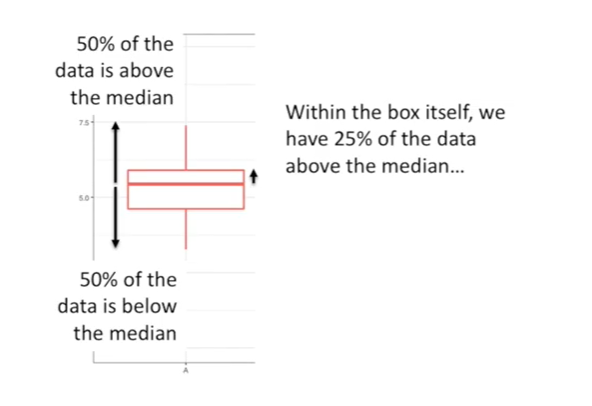 50% of the
data is above
the median
Within the box itself, we
have 25% of the data
above the median...
7.5
5.0
50% of the
data is below
the median
A